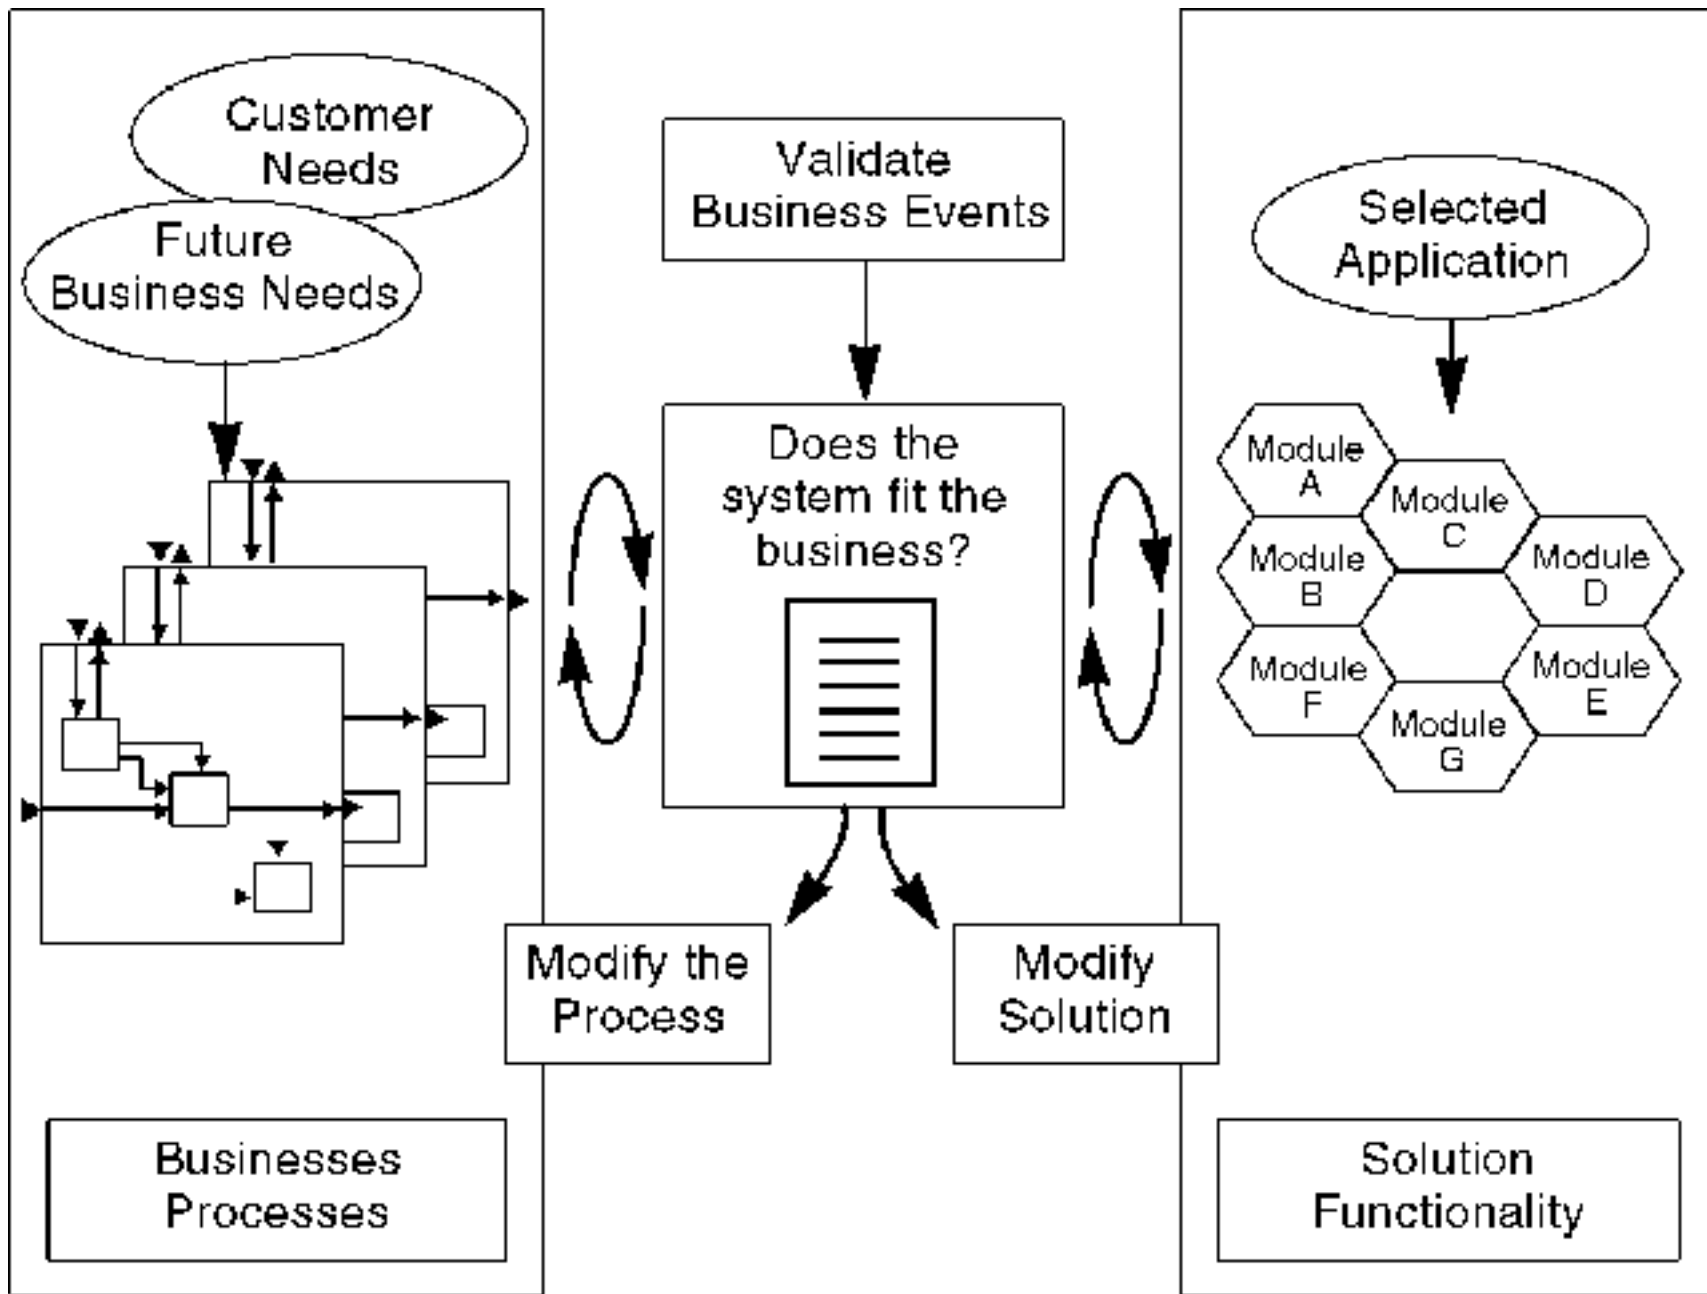 Customer
Needs
Future
Business Needs
Businesses
Processes
Validate
Business Events
Does the
system fit the
business?
Modify the
Process
Modify
Solution
Selected
Application
Module
A
Module
C
Module
B
Module
D
Module
F
Module
E
Module
G
Solution
Functionality